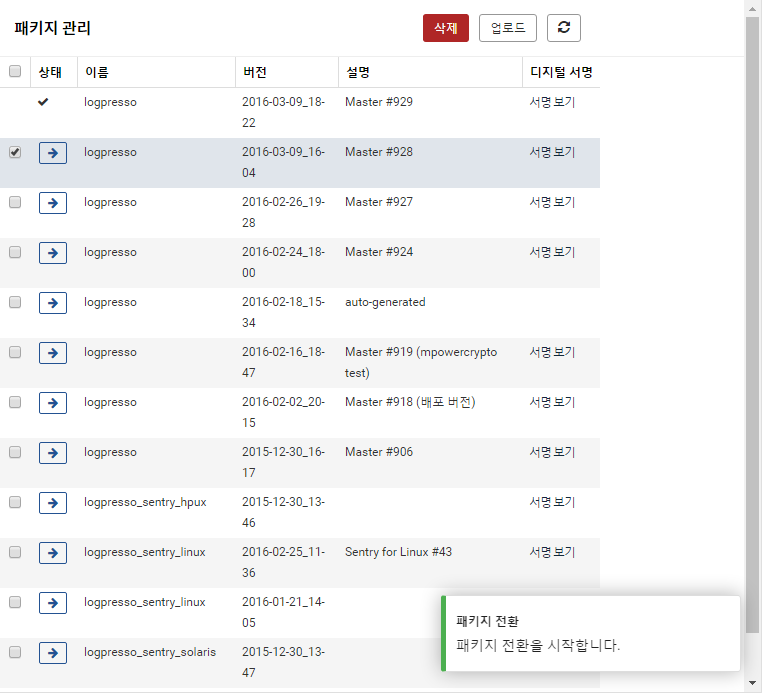 패키지 관리 삭제 업로드
상태 이름 버전 설명 디지털 서명
logpresso 2016-03-09_18- Master #929 서명 보기
22
logpresso 2016-03-09_16- Master #928 서명 보기
04
logpresso 2016-02-26_19- Master #927 서명 보기
28
logpresso 2016-02-24_18- Master #924 서명 보기
00
logpresso 2016-02-18_15- auto-generated
34
logpresso 2016-02-16_18- Master #919 (mpowercrypto 서명 보기
47 test)
logpresso 2016-02-02_20- Master #918 (배포 버전) 서명 보기
15
logpresso 2015-12-30_16- Master #906 서명 보기
17
logpresso_sentry_hpux 2015-12-30_13- 서명 보기
46
logpresso_sentry_linux 2016-02-25_11- Sentry for Linux #43 서명 보기
36
logpresso_sentry_linux 2016-01-21_14-
05
logpresso_sentry_solaris 2015-12-30_13-
47
패키지 전환
패키지 전환을 시작합니다.